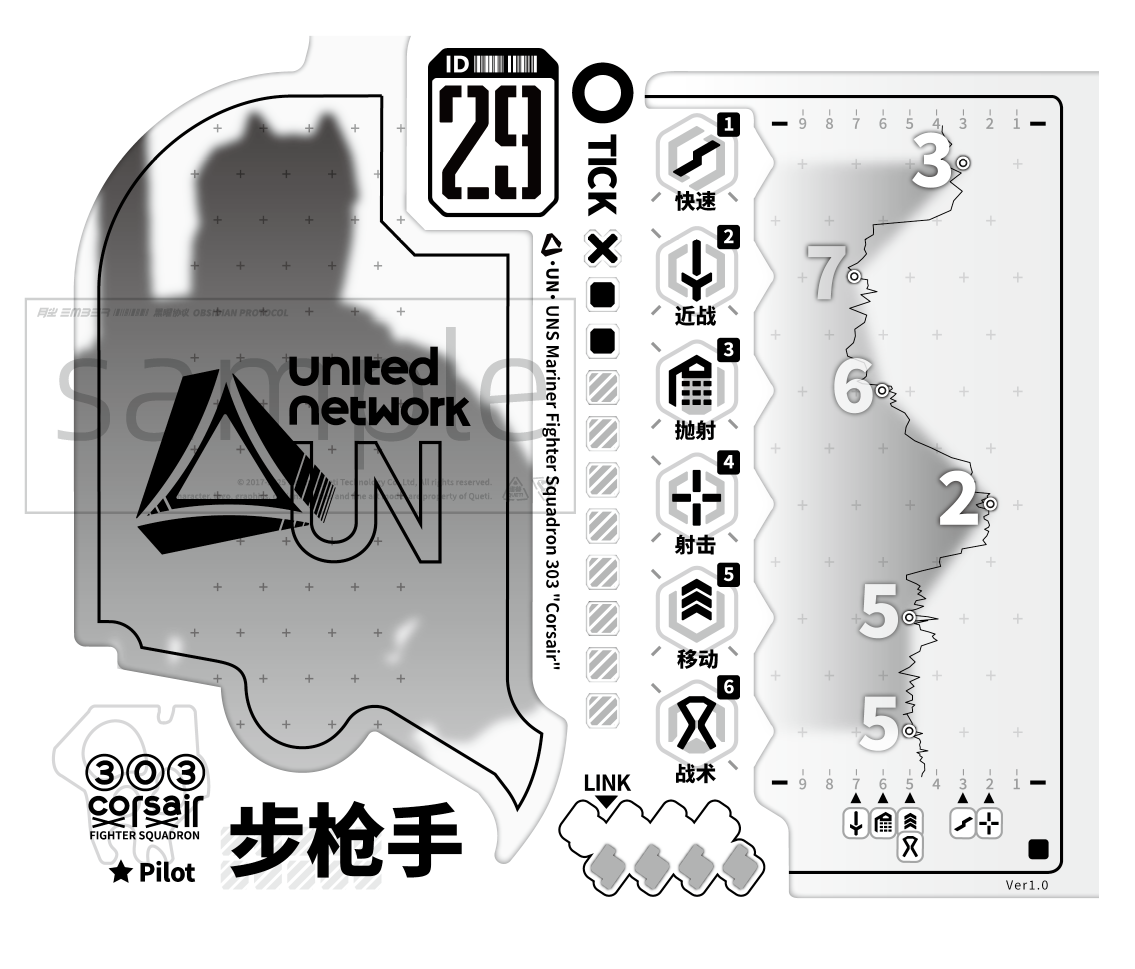 ID
29
TICK
·UN· UNS Mariner Fighter Squadron 303 "Corsair"
EMBER
OBSIDIAN PROTOCOL
sample
united
network
UN
303
corsair
FIGHTER SQUADRON
★ Pilot
步枪手
LINK
1
快速
2
近战
3
抛射
4
射击
5
移动
6
战术
9 8 7 6 5 4 3 2 1
3
7
6
2
5
5
9 8 7 6 5 4 3 2 1
Ver1.0